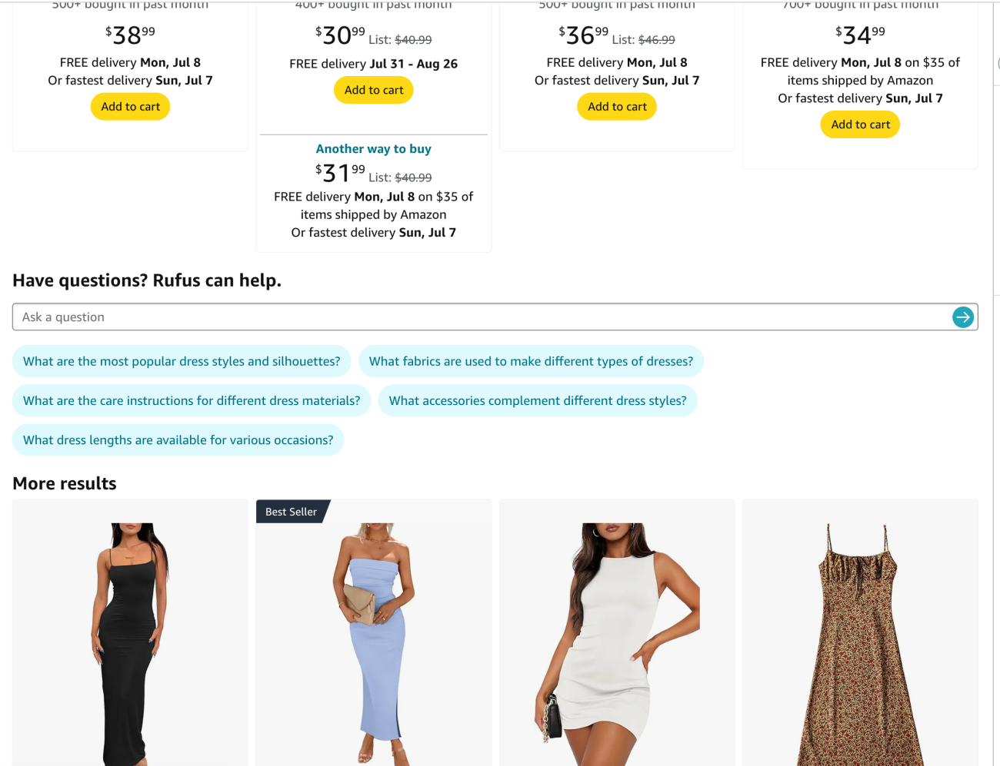 500+ bought in past month
$38.99
FREE delivery Mon, Jul 8
Or fastest delivery Sun, Jul 7
Add to cart
400+ bought in past month
$30.99 List: $40.99
FREE delivery Jul 31 - Aug 26
Add to cart
Another way to buy
$31.99 List: $40.99
FREE delivery Mon, Jul 8 on $35 of
items shipped by Amazon
Or fastest delivery Sun, Jul 7
500+ bought in past month
$36.99 List: $46.99
FREE delivery Mon, Jul 8
Or fastest delivery Sun, Jul 7
Add to cart
700+ bought in past month
$34.99
FREE delivery Mon, Jul 8 on $35 of
items shipped by Amazon
Or fastest delivery Sun, Jul 7
Add to cart
Have questions? Rufus can help.
Ask a question
What are the most popular dress styles and silhouettes?
What fabrics are used to make different types of dresses?
What are the care instructions for different dress materials?
What accessories complement different dress styles?
What dress lengths are available for various occasions?
More results
Best Seller